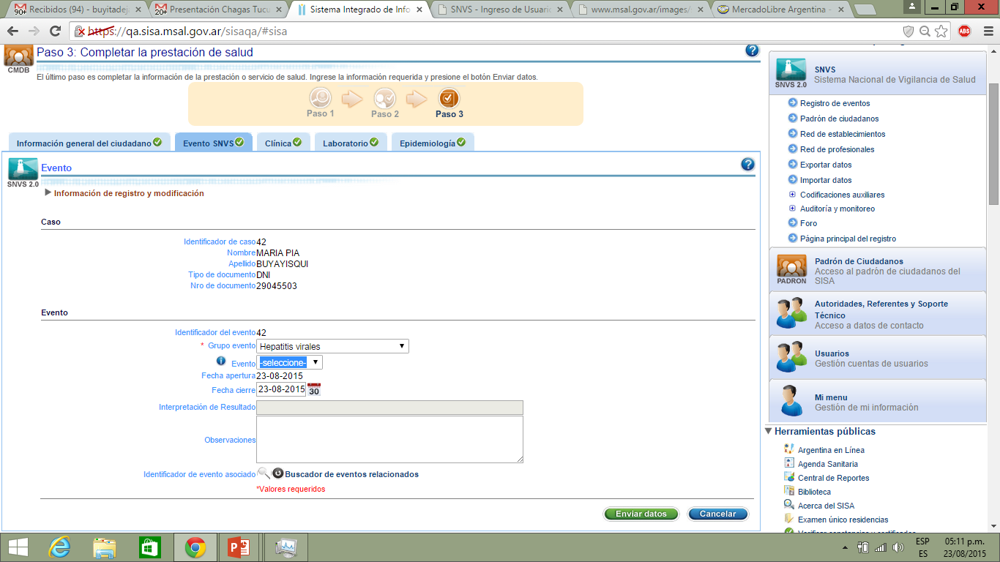 90+ Recibidos (94) - buyitadeja
20+ Presentación Chagas Tucu
Sistema Integrado de Info
SNVS - Ingreso de Usuari
www.msal.gov.ar/images/
MercadoLibre Argentina -
https://qa.sisa.msal.gov.ar/sisaqa/#sisa
ABS
CMDB
Paso 3: Completar la prestación de salud
El último paso es completar la información de la prestación o servicio de salud. Ingrese la información requerida y presione el botón Enviar datos.
Paso 1
Paso 2
Paso 3
Información general del ciudadano
Evento SNVS
Clínica
Laboratorio
Epidemiología
SNVS 2.0
Evento
Información de registro y modificación
Caso
Identificador de caso 42
Nombre MARIA PIA
Apellido BUYAYISQUI
Tipo de documento DNI
Nro de documento 29045503
Evento
Identificador del evento 42
* Grupo evento Hepatitis virales
Evento -seleccione-
Fecha apertura 23-08-2015
Fecha cierre 23-08-2015 30
Interpretación de Resultado
Observaciones
Identificador de evento asociado Buscador de eventos relacionados
*Valores requeridos
Enviar datos
Cancelar
SNVS 2.0
SNVS
Sistema Nacional de Vigilancia de Salud
Registro de eventos
Padrón de ciudadanos
Red de establecimientos
Red de profesionales
Exportar datos
Importar datos
Codificaciones auxiliares
Auditoría y monitoreo
Foro
Página principal del registro
PADRON
Padrón de Ciudadanos
Acceso al padrón de ciudadanos del
SISA
Autoridades, Referentes y Soporte
Técnico
Acceso a datos de contacto
Usuarios
Gestión cuentas de usuarios
Mi menu
Gestión de mi información
Herramientas públicas
Argentina en Línea
Agenda Sanitaria
Central de Reportes
Biblioteca
Acerca del SISA
Examen único residencias
ESP
ES
05:11 p.m.
23/08/2015